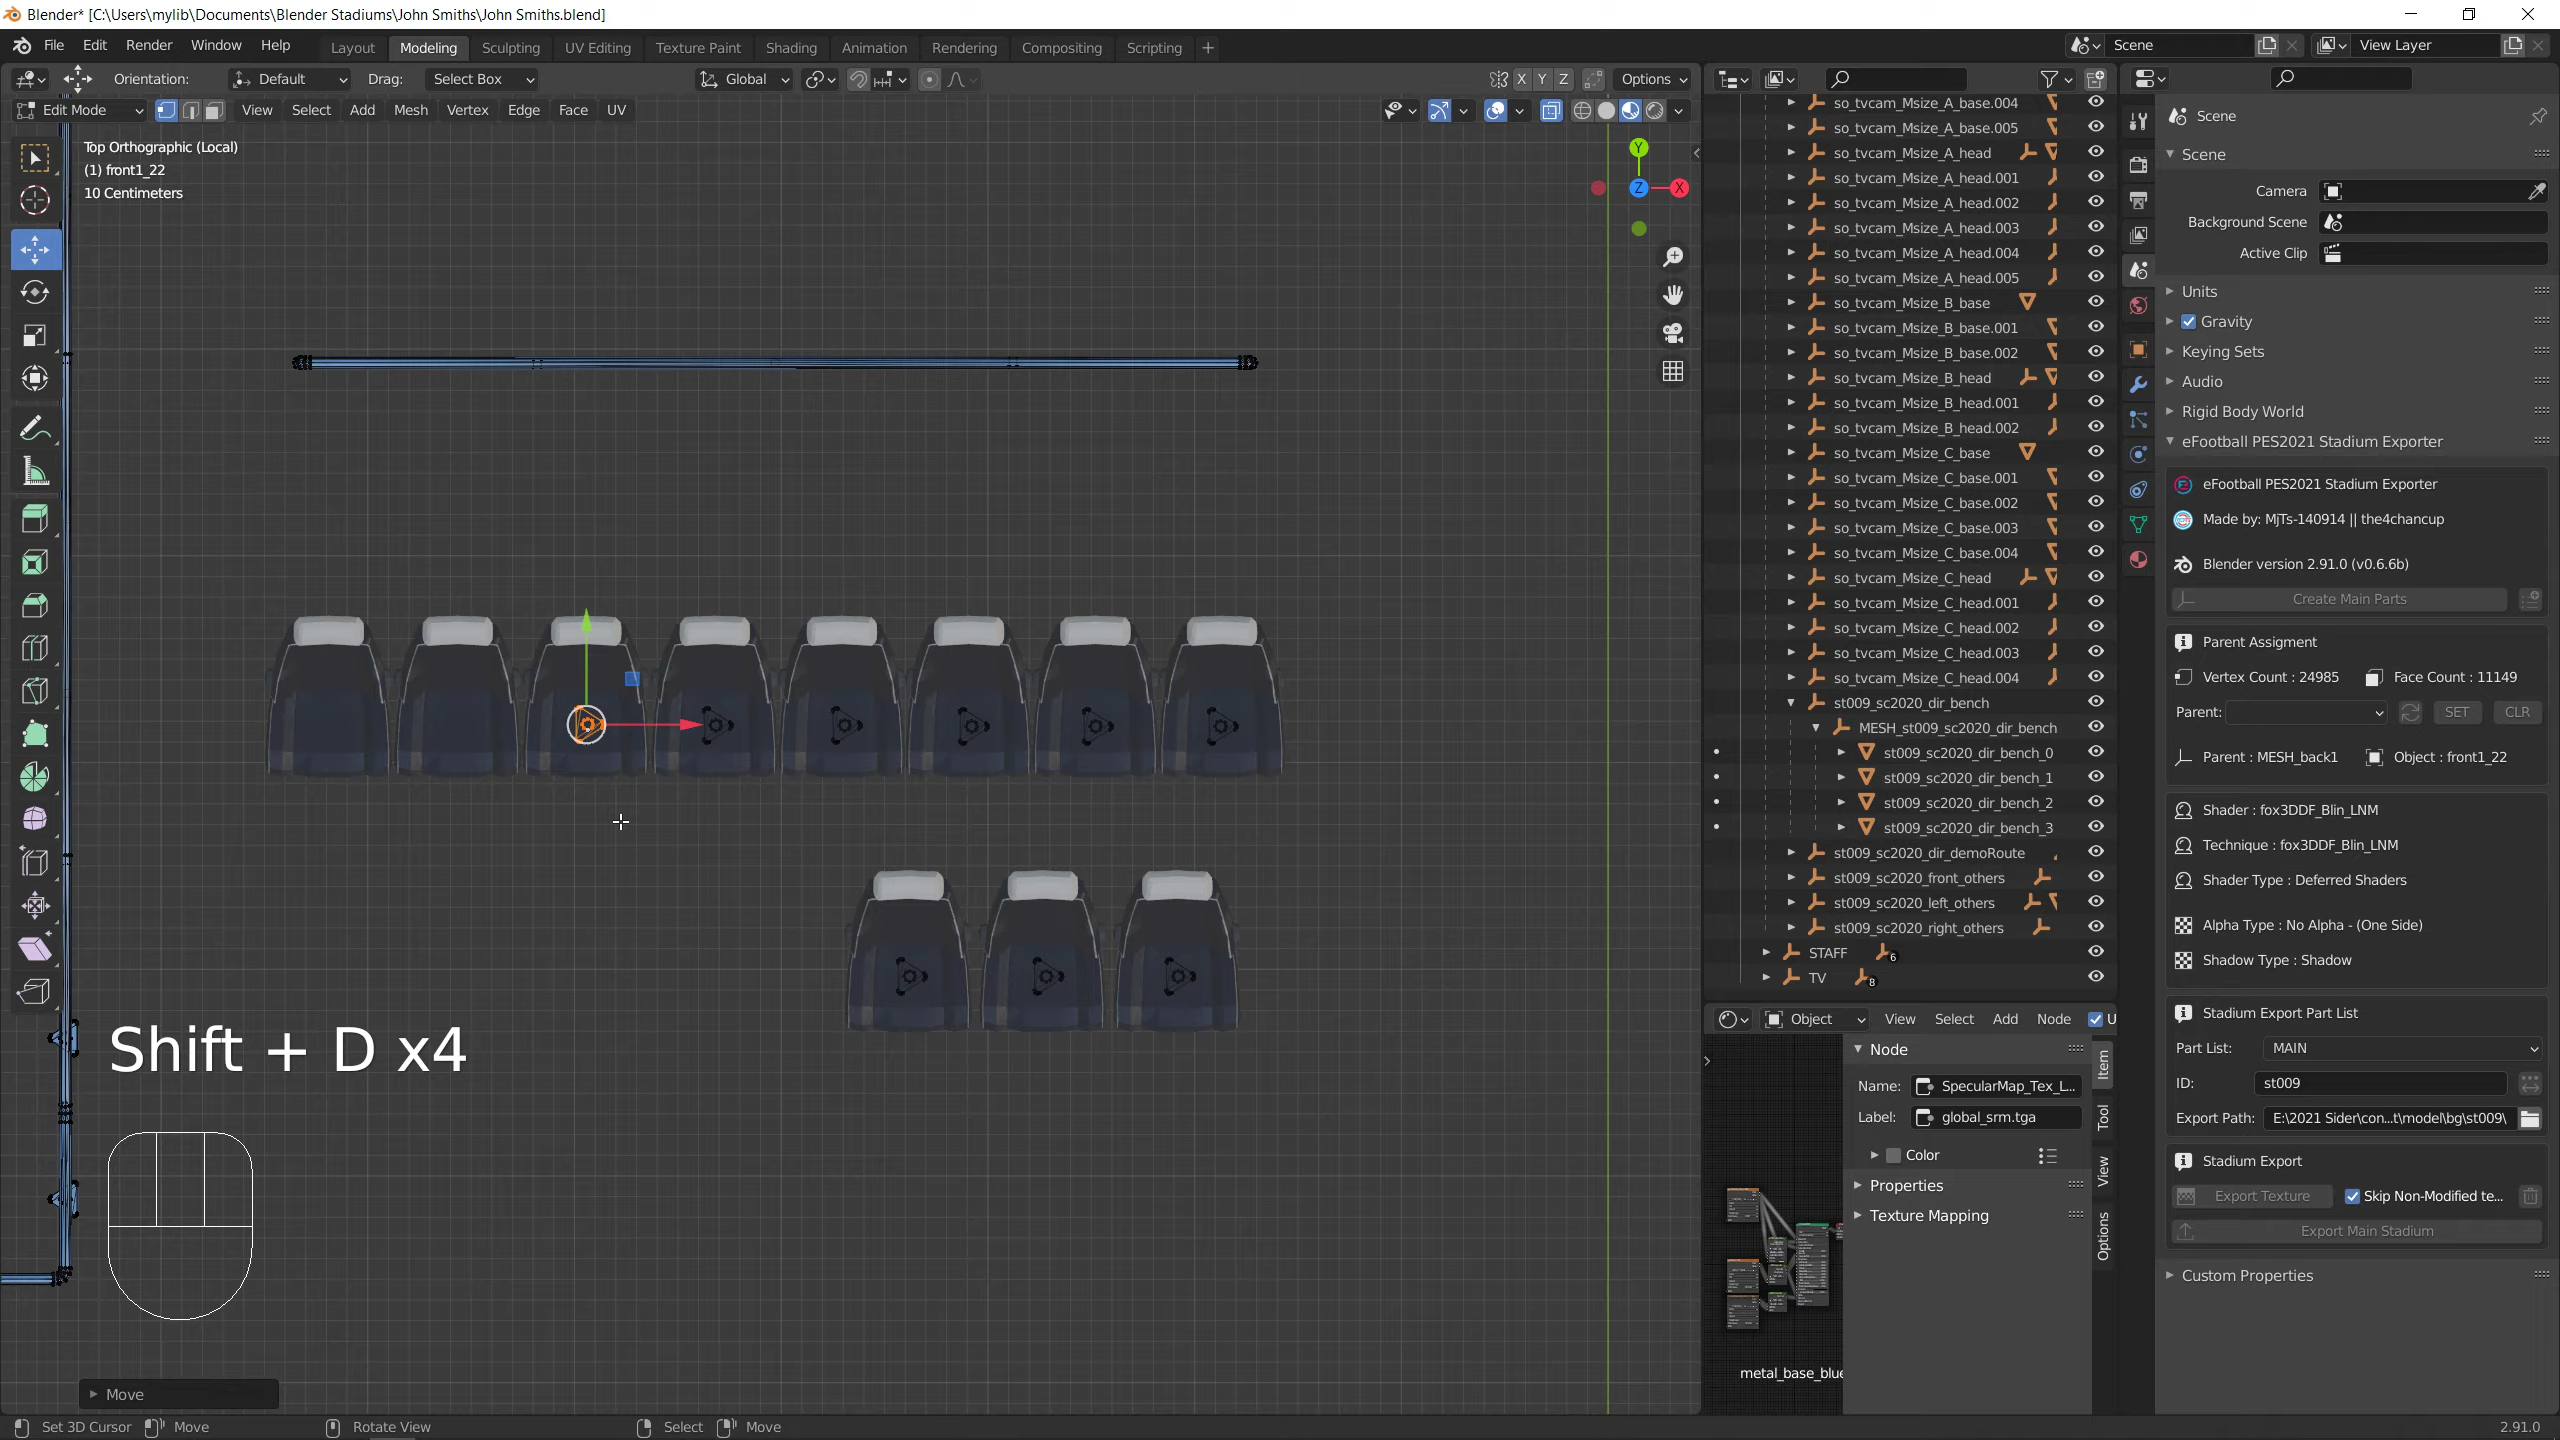 Blender* [C:\Users\mylib\Documents\Blender Stadiums\John Smiths\John Smiths.blend]
File Edit Render Window Help
Layout Modeling Sculpting UV Editing Texture Paint Shading Animation Rendering Compositing Scripting +
Scene
View Layer
Orientation: Default Drag: Select Box
Global
X Y Z Options
Edit Mode View Select Add Mesh Vertex Edge Face UV
Top Orthographic (Local)
(1) front1_22
10 Centimeters
Y
Z
X
Shift + D x4
Move
so_tvcam_Msize_A_base.004
so_tvcam_Msize_A_base.005
so_tvcam_Msize_A_head
so_tvcam_Msize_A_head.001
so_tvcam_Msize_A_head.002
so_tvcam_Msize_A_head.003
so_tvcam_Msize_A_head.004
so_tvcam_Msize_A_head.005
so_tvcam_Msize_B_base
so_tvcam_Msize_B_base.001
so_tvcam_Msize_B_base.002
so_tvcam_Msize_B_head
so_tvcam_Msize_B_head.001
so_tvcam_Msize_B_head.002
so_tvcam_Msize_C_base
so_tvcam_Msize_C_base.001
so_tvcam_Msize_C_base.002
so_tvcam_Msize_C_base.003
so_tvcam_Msize_C_base.004
so_tvcam_Msize_C_head
so_tvcam_Msize_C_head.001
so_tvcam_Msize_C_head.002
so_tvcam_Msize_C_head.003
so_tvcam_Msize_C_head.004
st009_sc2020_dir_bench
MESH_st009_sc2020_dir_bench
st009_sc2020_dir_bench_0
st009_sc2020_dir_bench_1
st009_sc2020_dir_bench_2
st009_sc2020_dir_bench_3
st009_sc2020_dir_demoRoute
st009_sc2020_front_others
st009_sc2020_left_others
st009_sc2020_right_others
STAFF 6
TV 8
Object View Select Add Node U
Node
Name: SpecularMap_Tex_L...
Label: global_srm.tga
Color
Properties
Texture Mapping
Item
Tool
View
Options
metal_base_blue
Scene
Scene
Camera
Background Scene
Active Clip
Units
Gravity
Keying Sets
Audio
Rigid Body World
eFootball PES2021 Stadium Exporter
eFootball PES2021 Stadium Exporter
Made by: MjTs-140914 || the4chancup
Blender version 2.91.0 (v0.6.6b)
Create Main Parts
Parent Assigment
Vertex Count : 24985 Face Count : 11149
Parent: SET CLR
Parent : MESH_back1 Object : front1_22
Shader : fox3DDF_Blin_LNM
Technique : fox3DDF_Blin_LNM
Shader Type : Deferred Shaders
Alpha Type : No Alpha - (One Side)
Shadow Type : Shadow
Stadium Export Part List
Part List: MAIN
ID: st009
Export Path: E:\2021 Sider\con...t\model\bg\st009\
Stadium Export
Export Texture Skip Non-Modified te...
Export Main Stadium
Custom Properties
Set 3D Cursor Move Rotate View Select Move 2.91.0